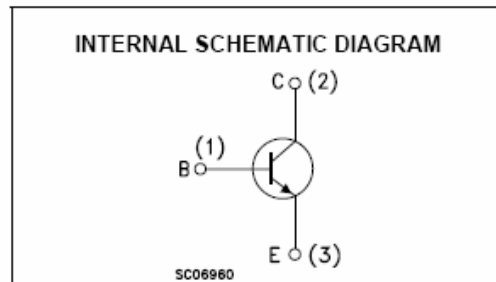 INTERNAL SCHEMATIC DIAGRAM
C (2)
(1)
B
E (3)
SC06960